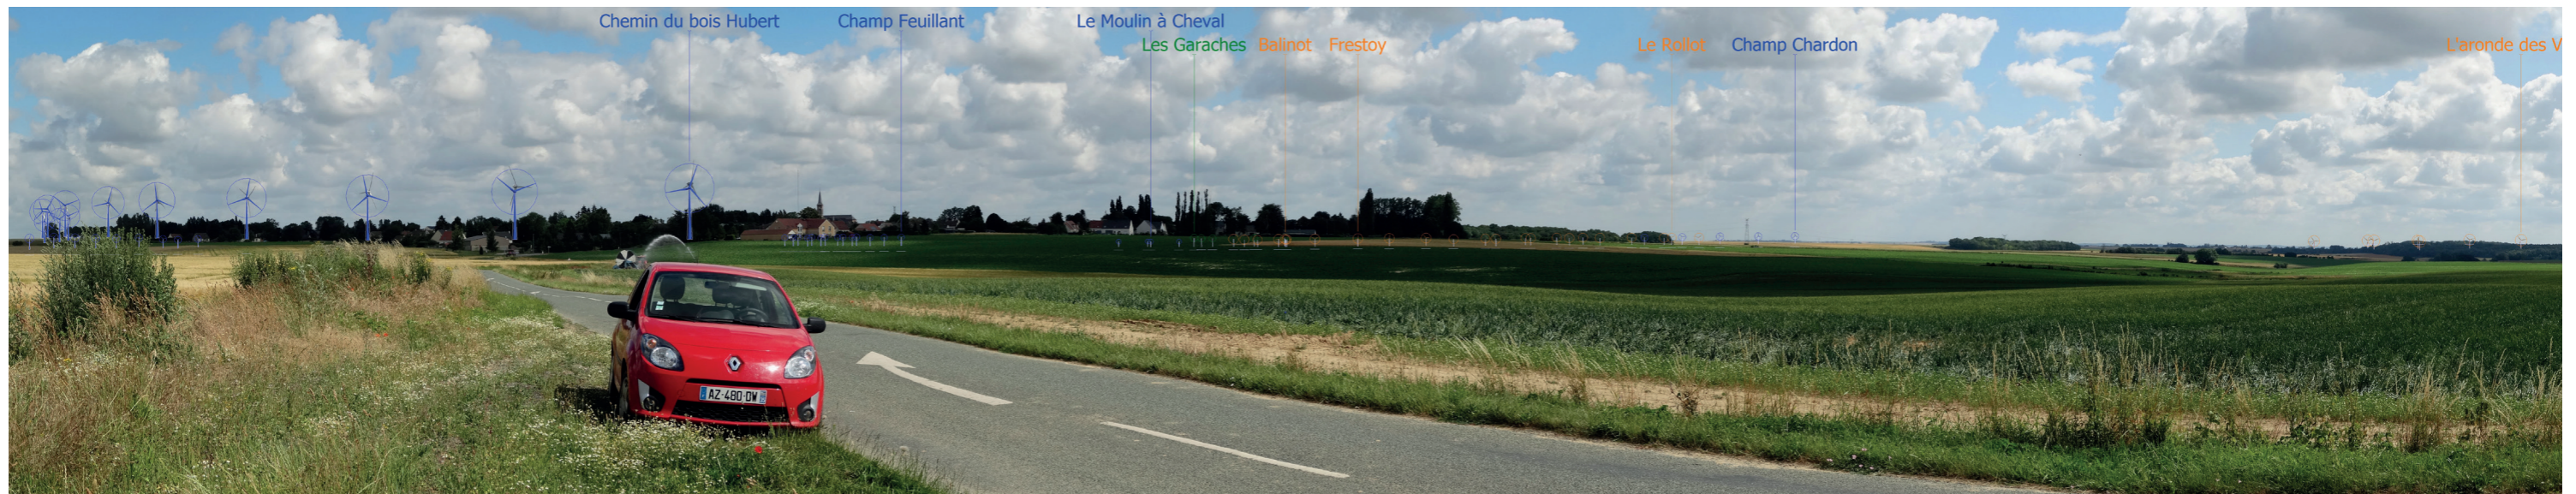 Chemin du bois Hubert
Champ Feuillant
Le Moulin à Cheval
Les Garaches
Balinot
Frestoy
Le Rollot
Champ Chardon
L'aronde des V
AZ-480-DW